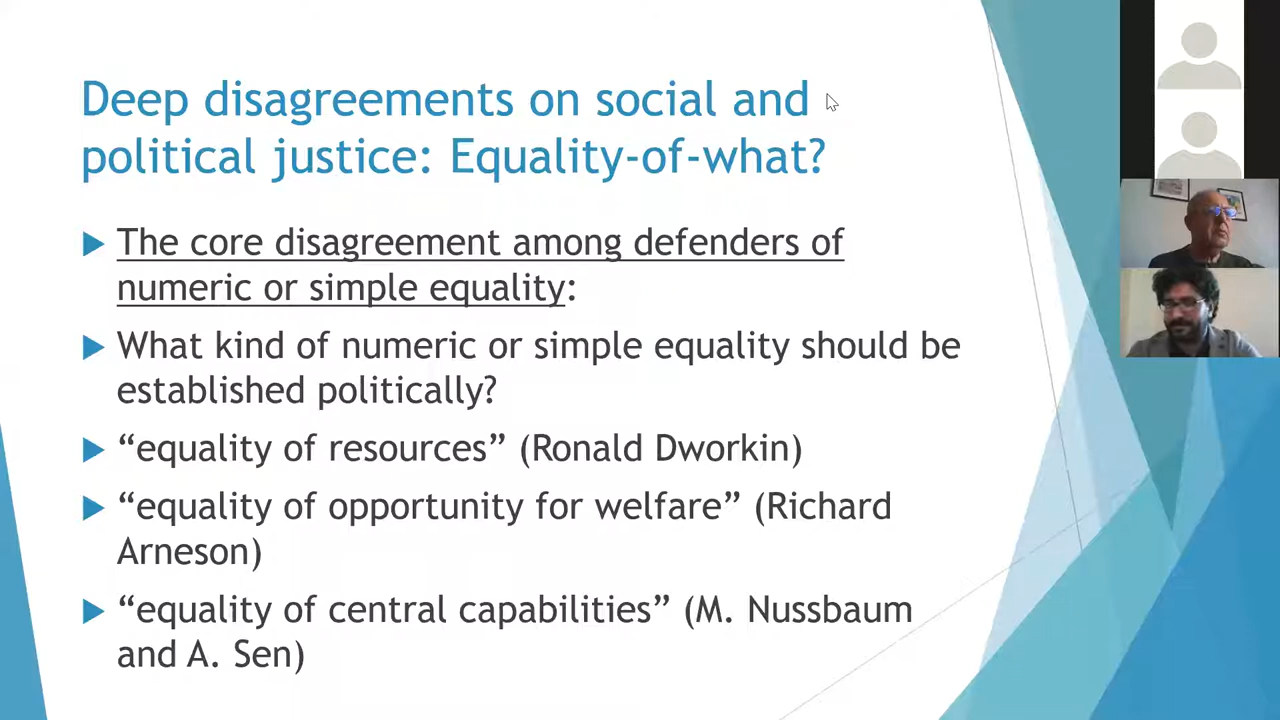 Deep disagreements on social and
political justice: Equality-of-what?
The core disagreement among defenders of
numeric or simple equality:
What kind of numeric or simple equality should be
established politically?
“equality of resources” (Ronald Dworkin)
“equality of opportunity for welfare” (Richard
Arneson)
“equality of central capabilities” (M. Nussbaum
and A. Sen)